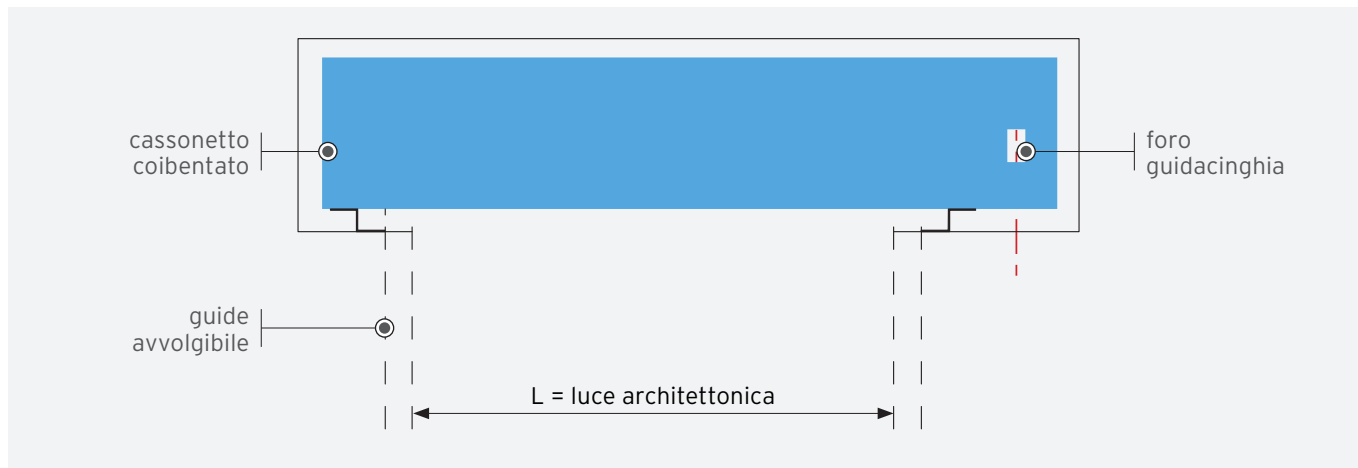 cassonetto
coibentato
foro
guidacinghia
guide
avvolgibile
L = luce architettonica